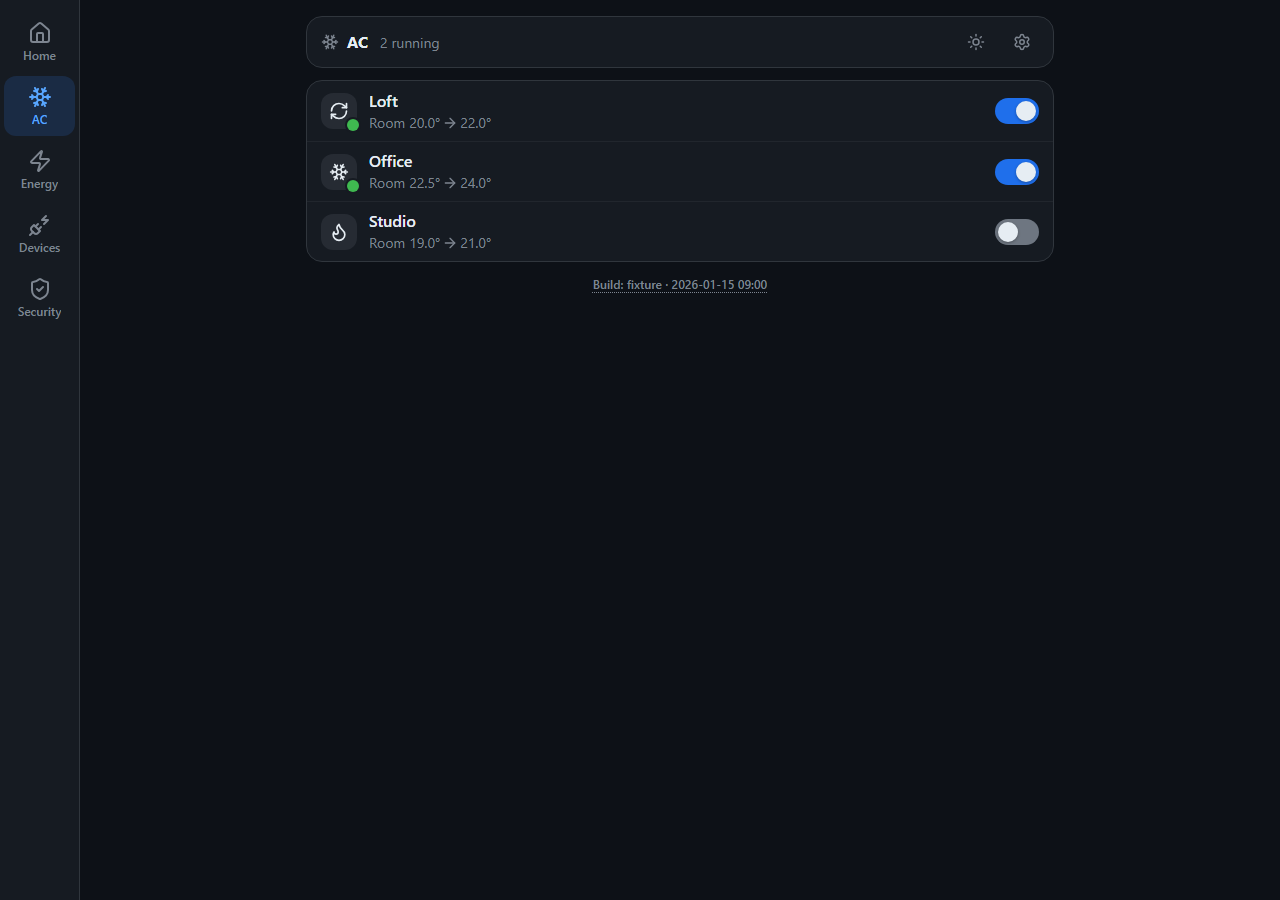 Home
AC
Energy
Devices
Security
AC 2 running
Loft
Room 20.0° → 22.0°
Office
Room 22.5° → 24.0°
Studio
Room 19.0° → 21.0°
Build: fixture · 2026-01-15 09:00